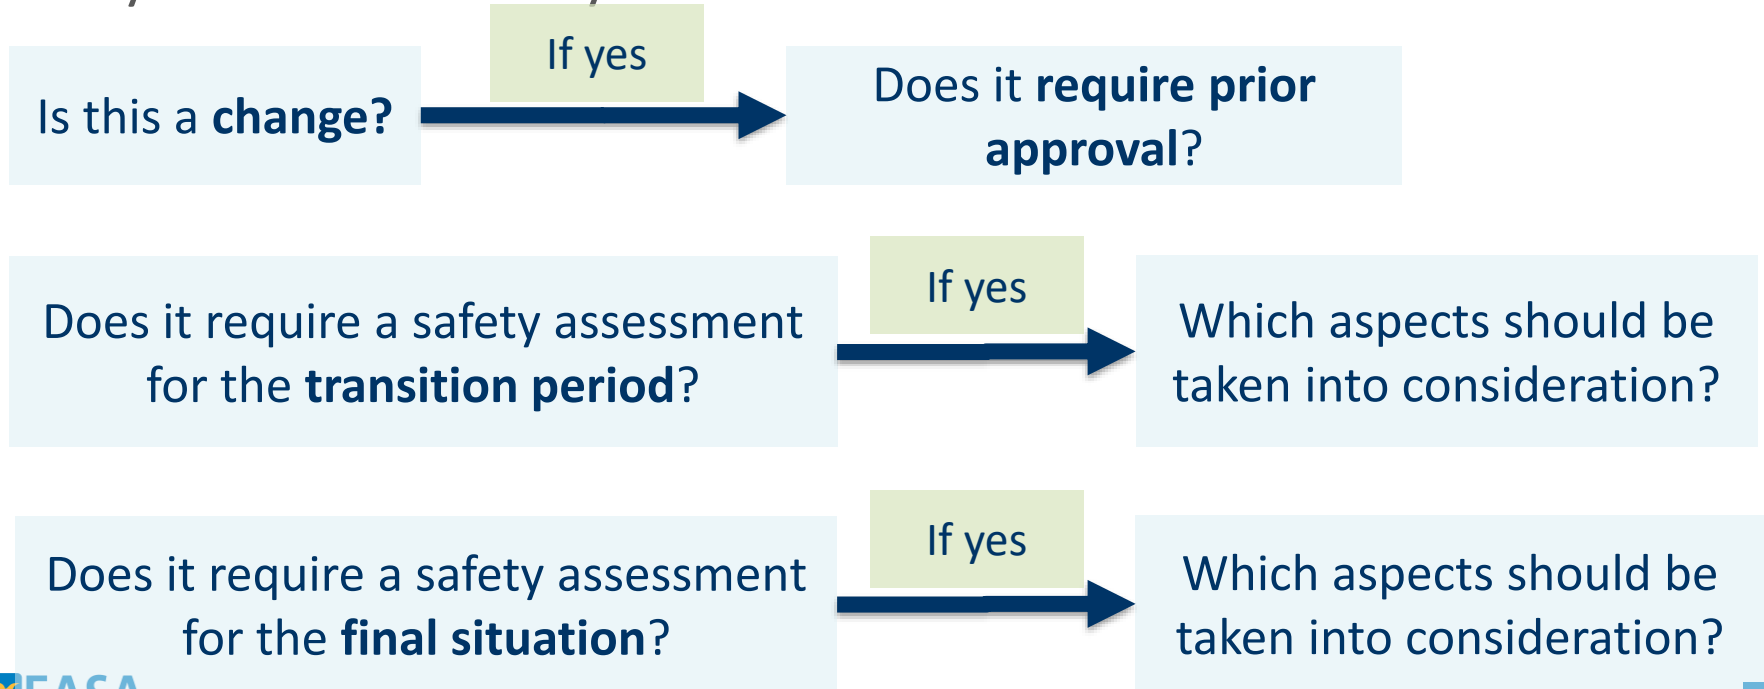 If yes
Is this a change?
Does it require prior
approval?
If yes
Does it require a safety assessment
for the transition period?
Which aspects should be
taken into consideration?
If yes
Does it require a safety assessment
for the final situation?
Which aspects should be
taken into consideration?
EASA